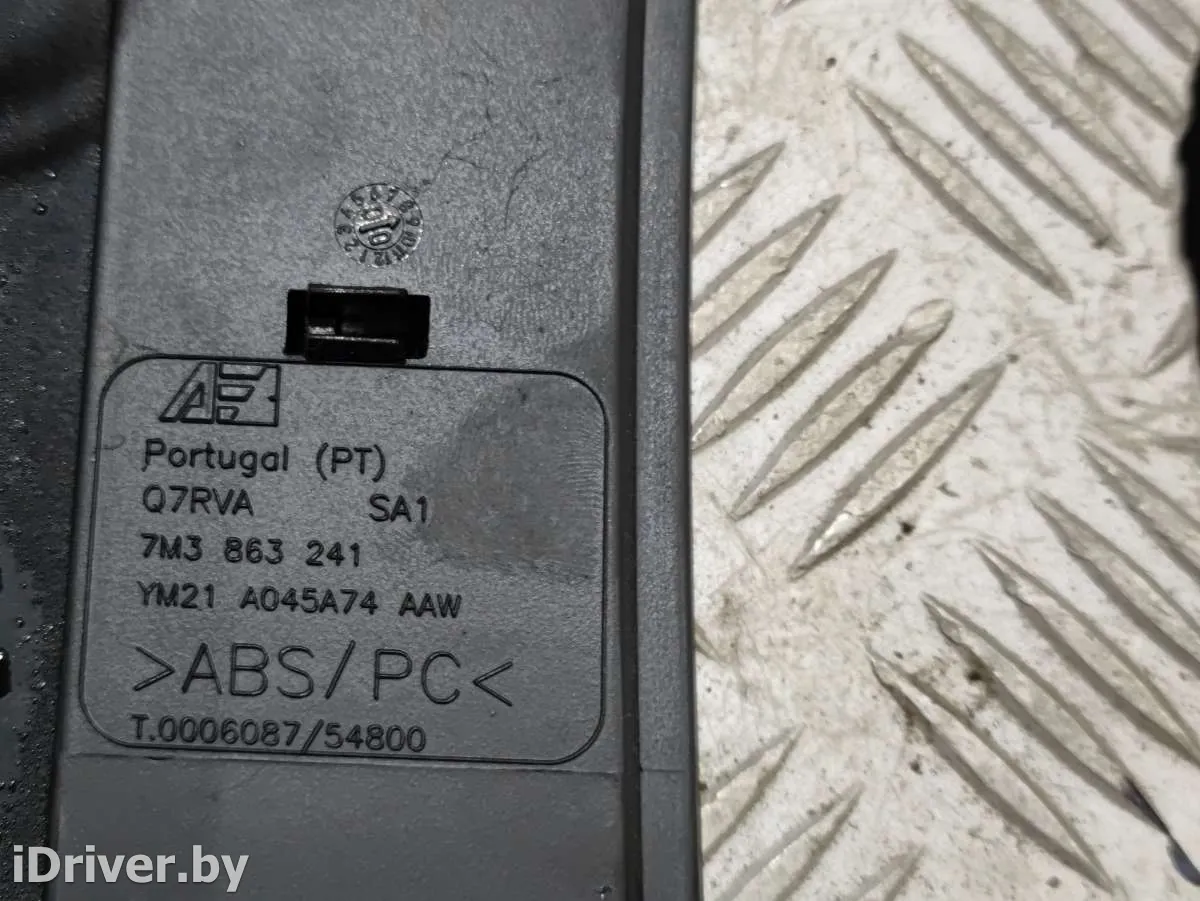 Portugal (PT)
Q7RVA SA1
7M3 863 241
YM21 A045A74 AAW
>ABS/PC<
T.0006087/54800
iDriver.by